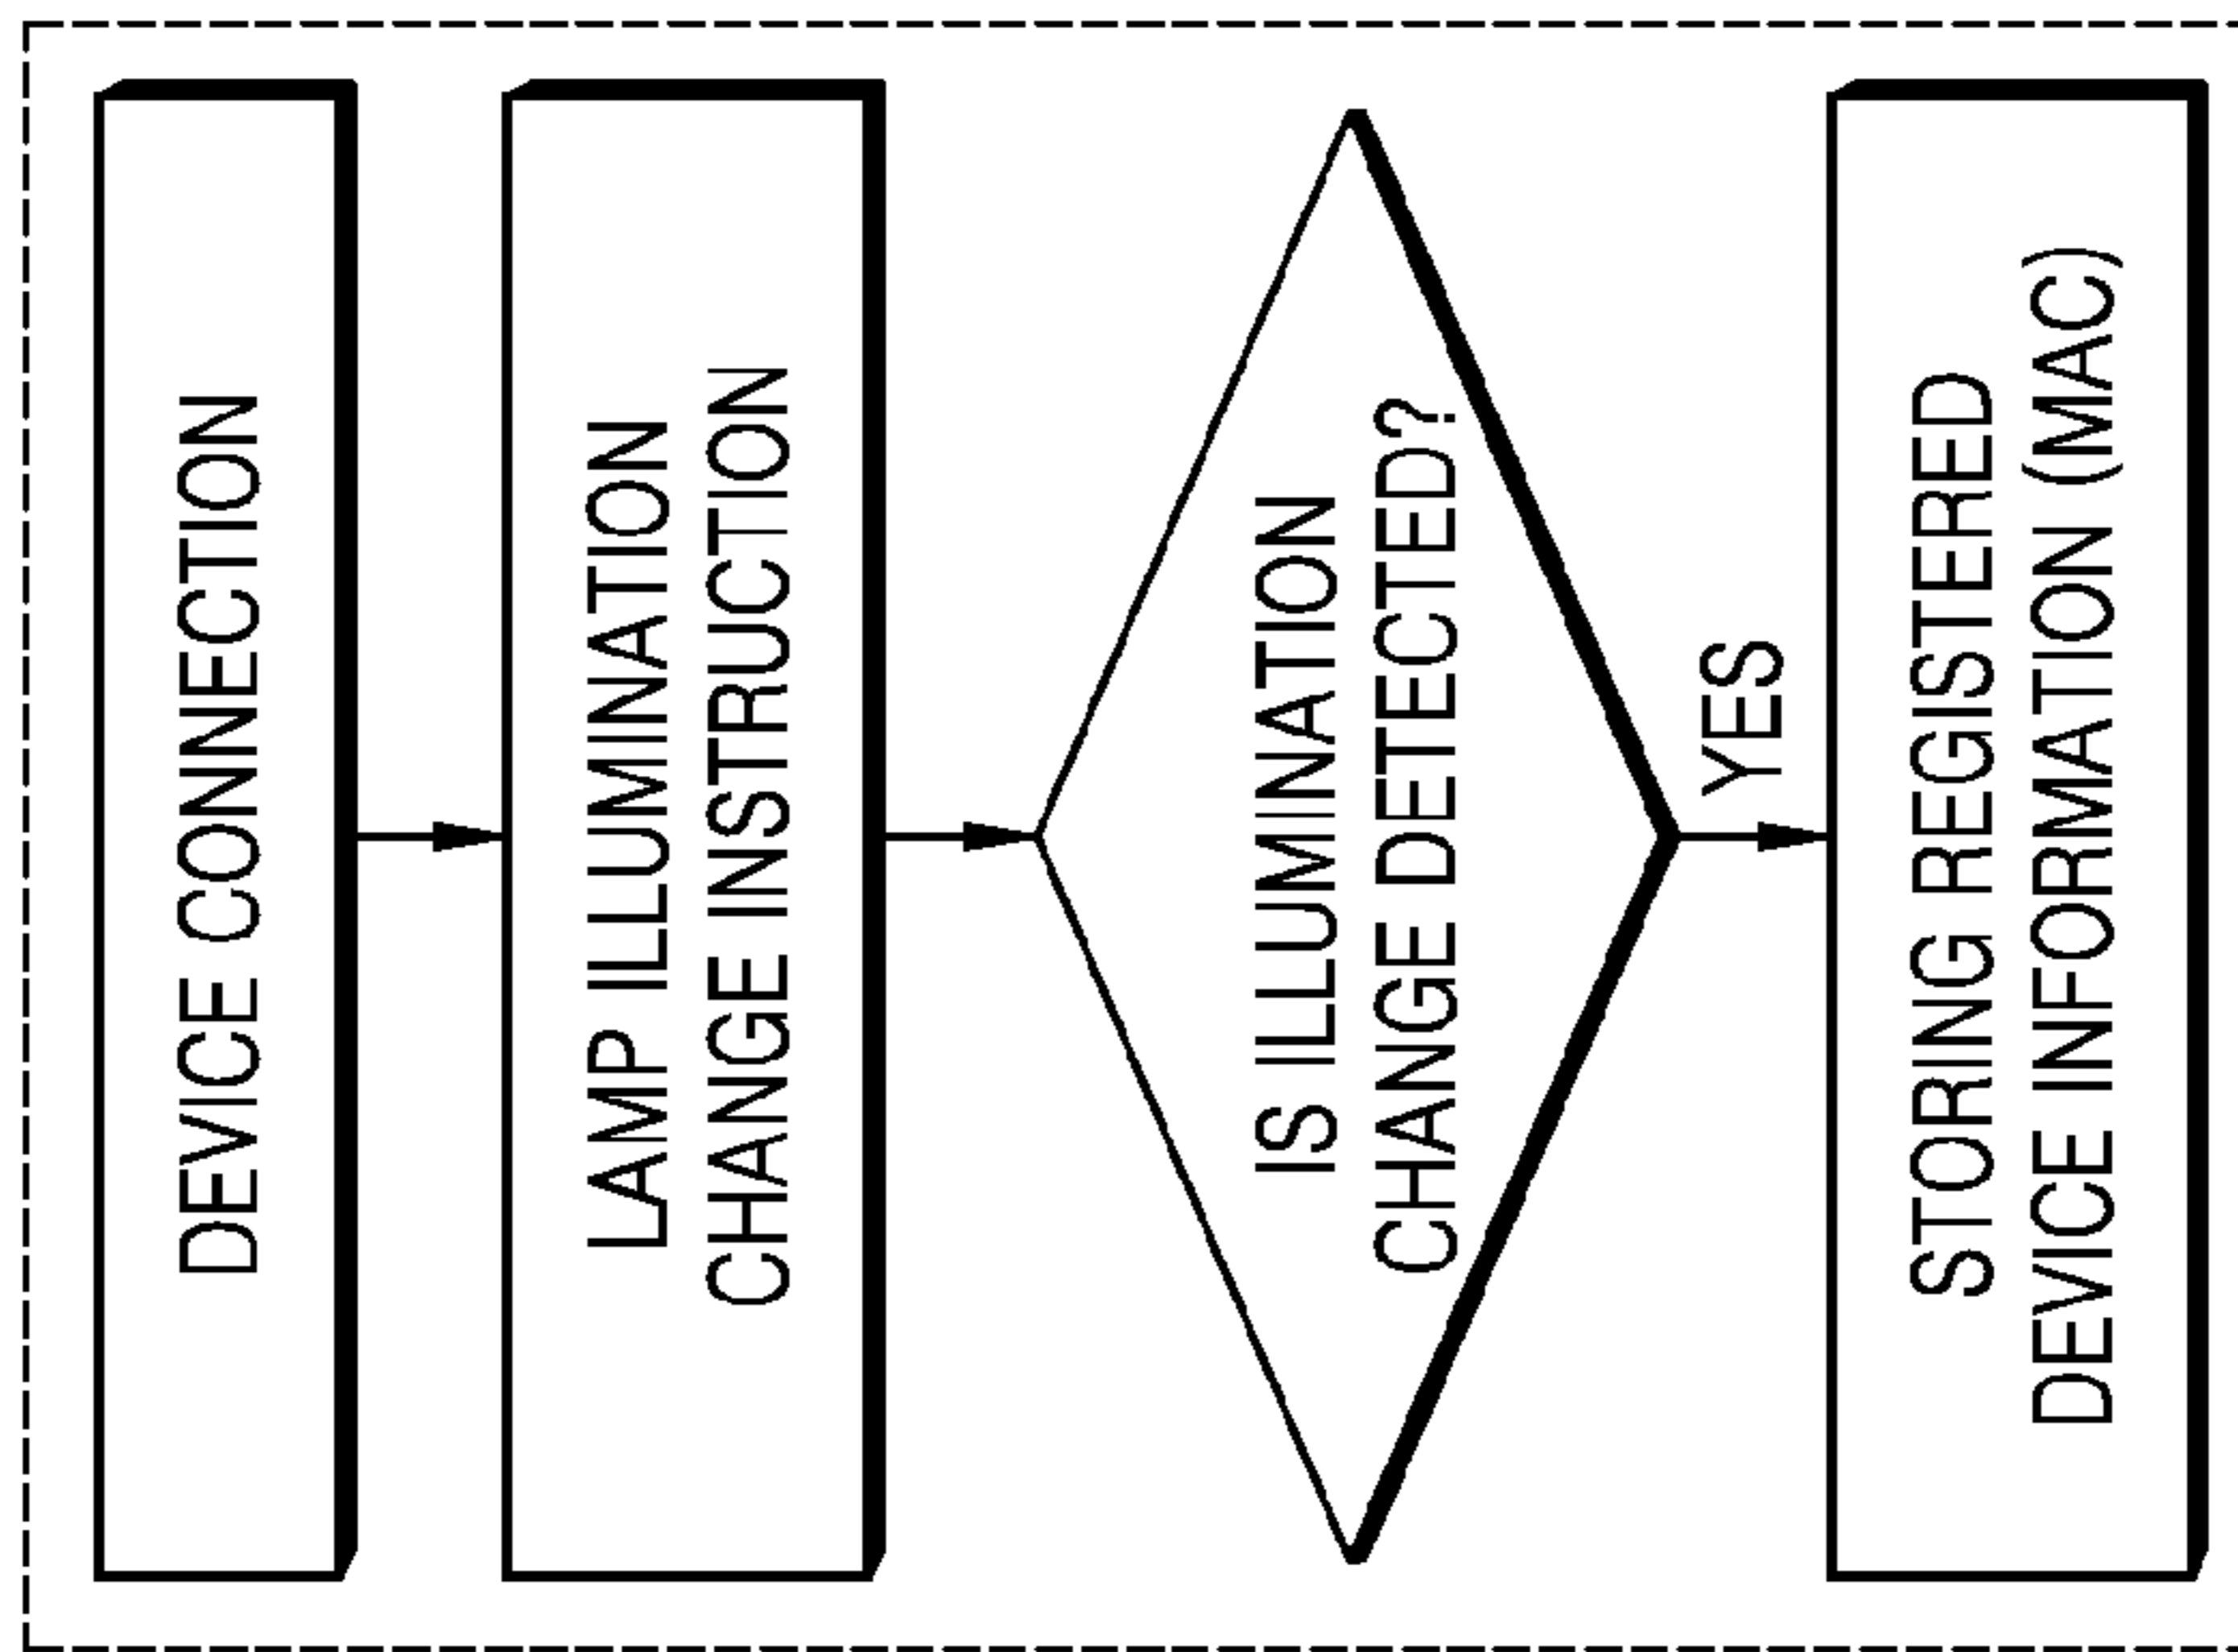 DEVICE CONNECTION
LAMP ILLUMINATION
CHANGE INSTRUCTION
IS ILLUMINATION
CHANGE DETECTED?
YES
STORING REGISTERED
DEVICE INFORMATION (MAC)